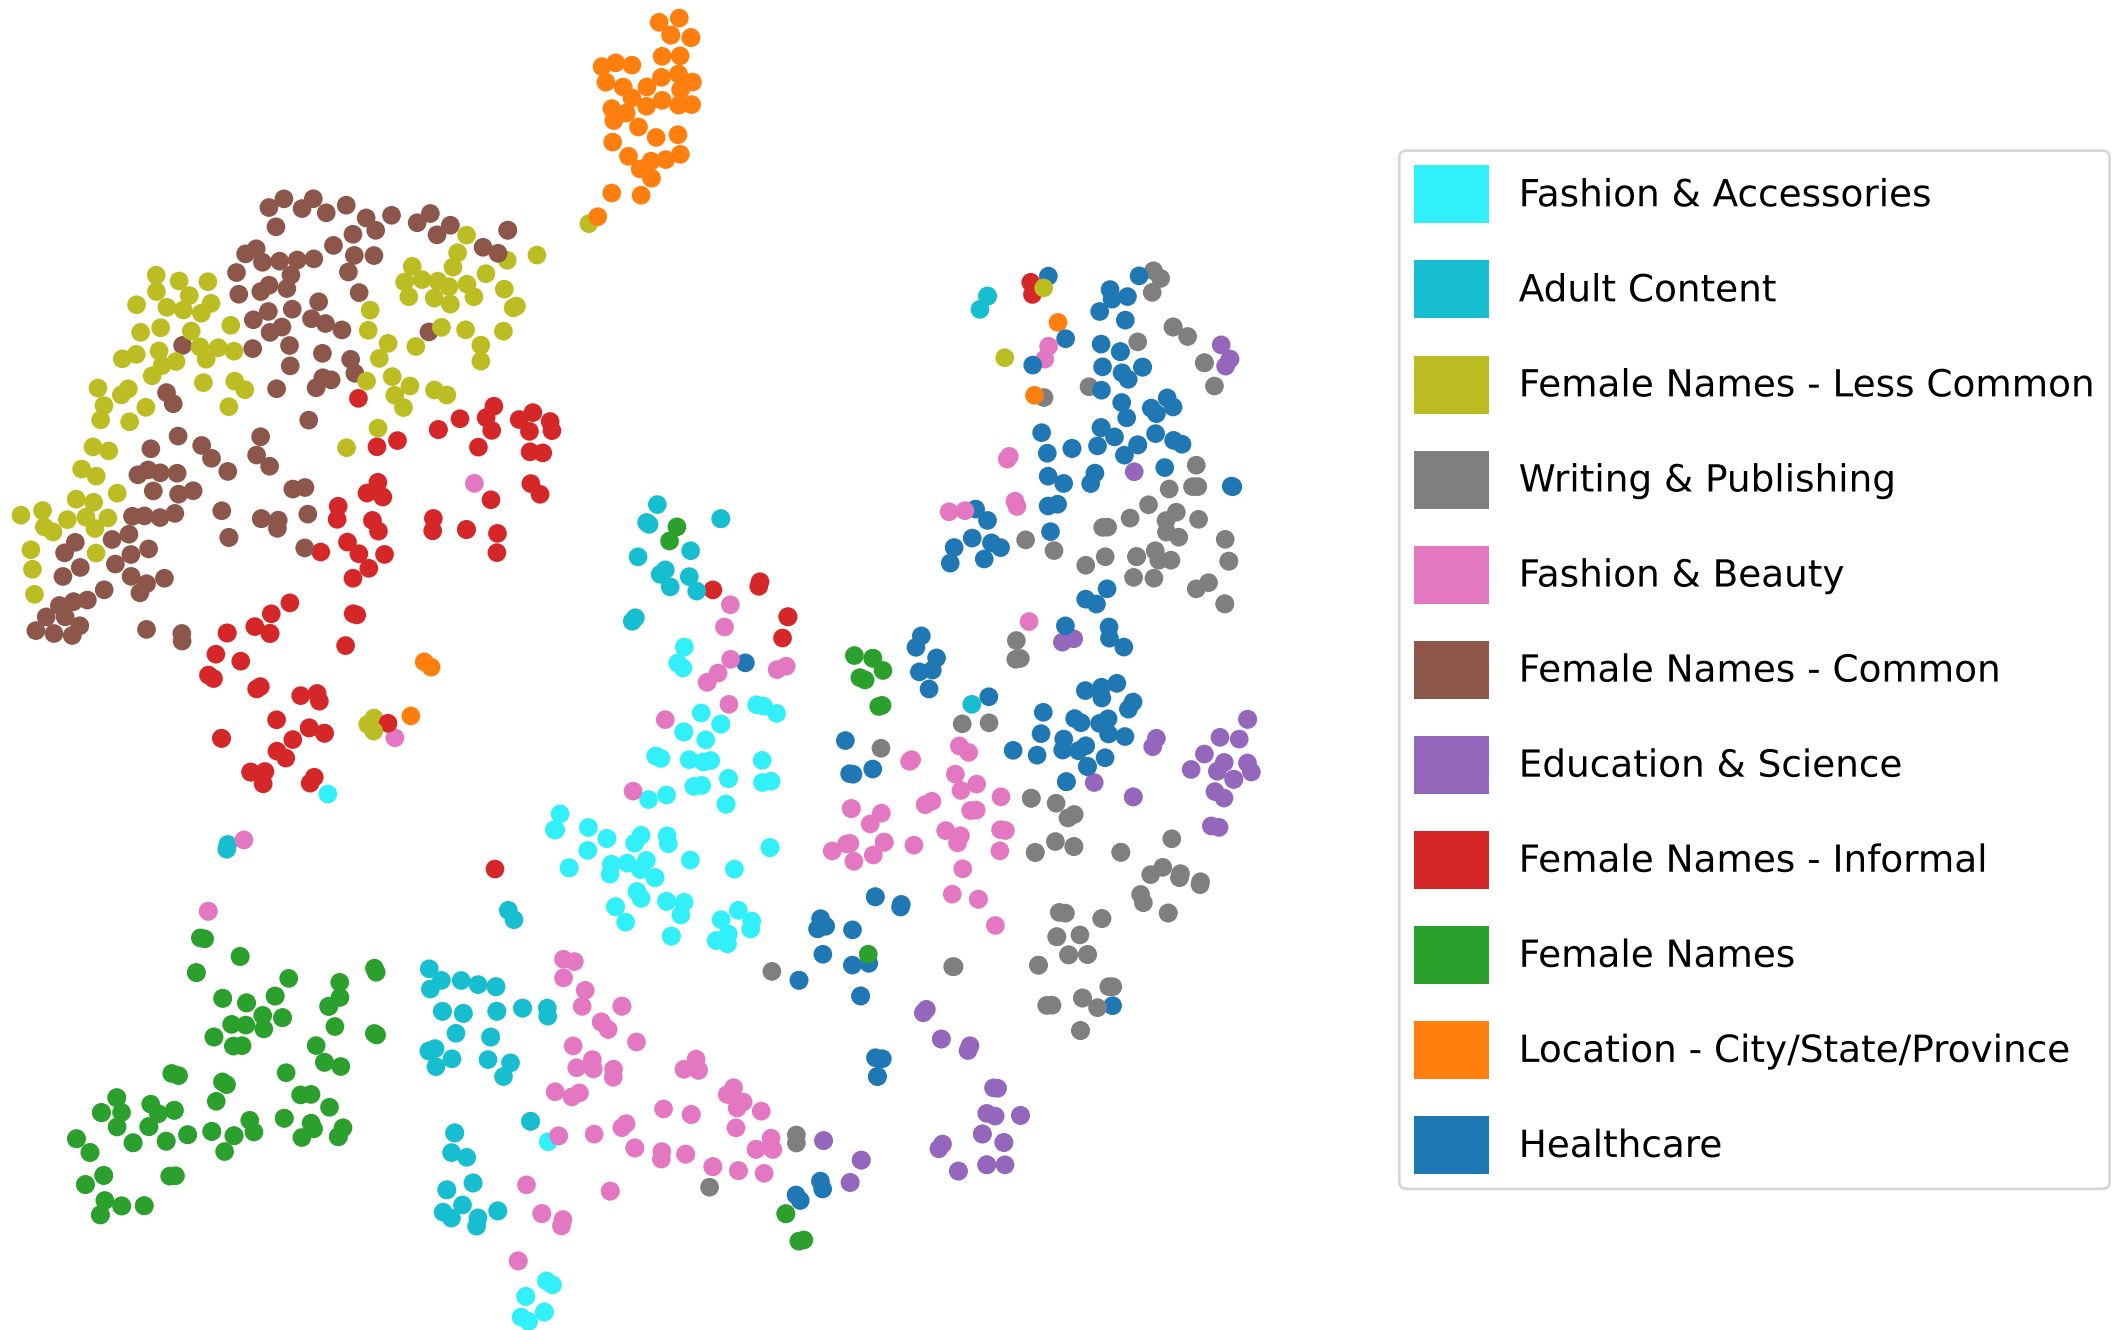 Fashion & Accessories
Adult Content
Female Names - Less Common
Writing & Publishing
Fashion & Beauty
Female Names - Common
Education & Science
Female Names - Informal
Female Names
Location - City/State/Province
Healthcare